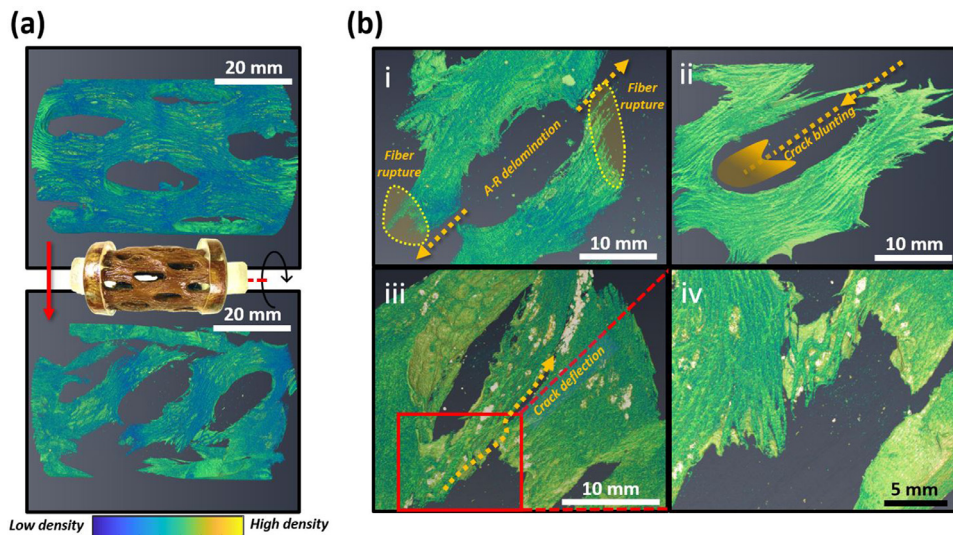 (a)
20 mm
20 mm
Low density
High density
(b)
i
Fiber
rupture
A-R delamination
Fiber
rupture
10 mm
ii
Crack blunting
10 mm
iii
Crack deflection
10 mm
iv
5 mm